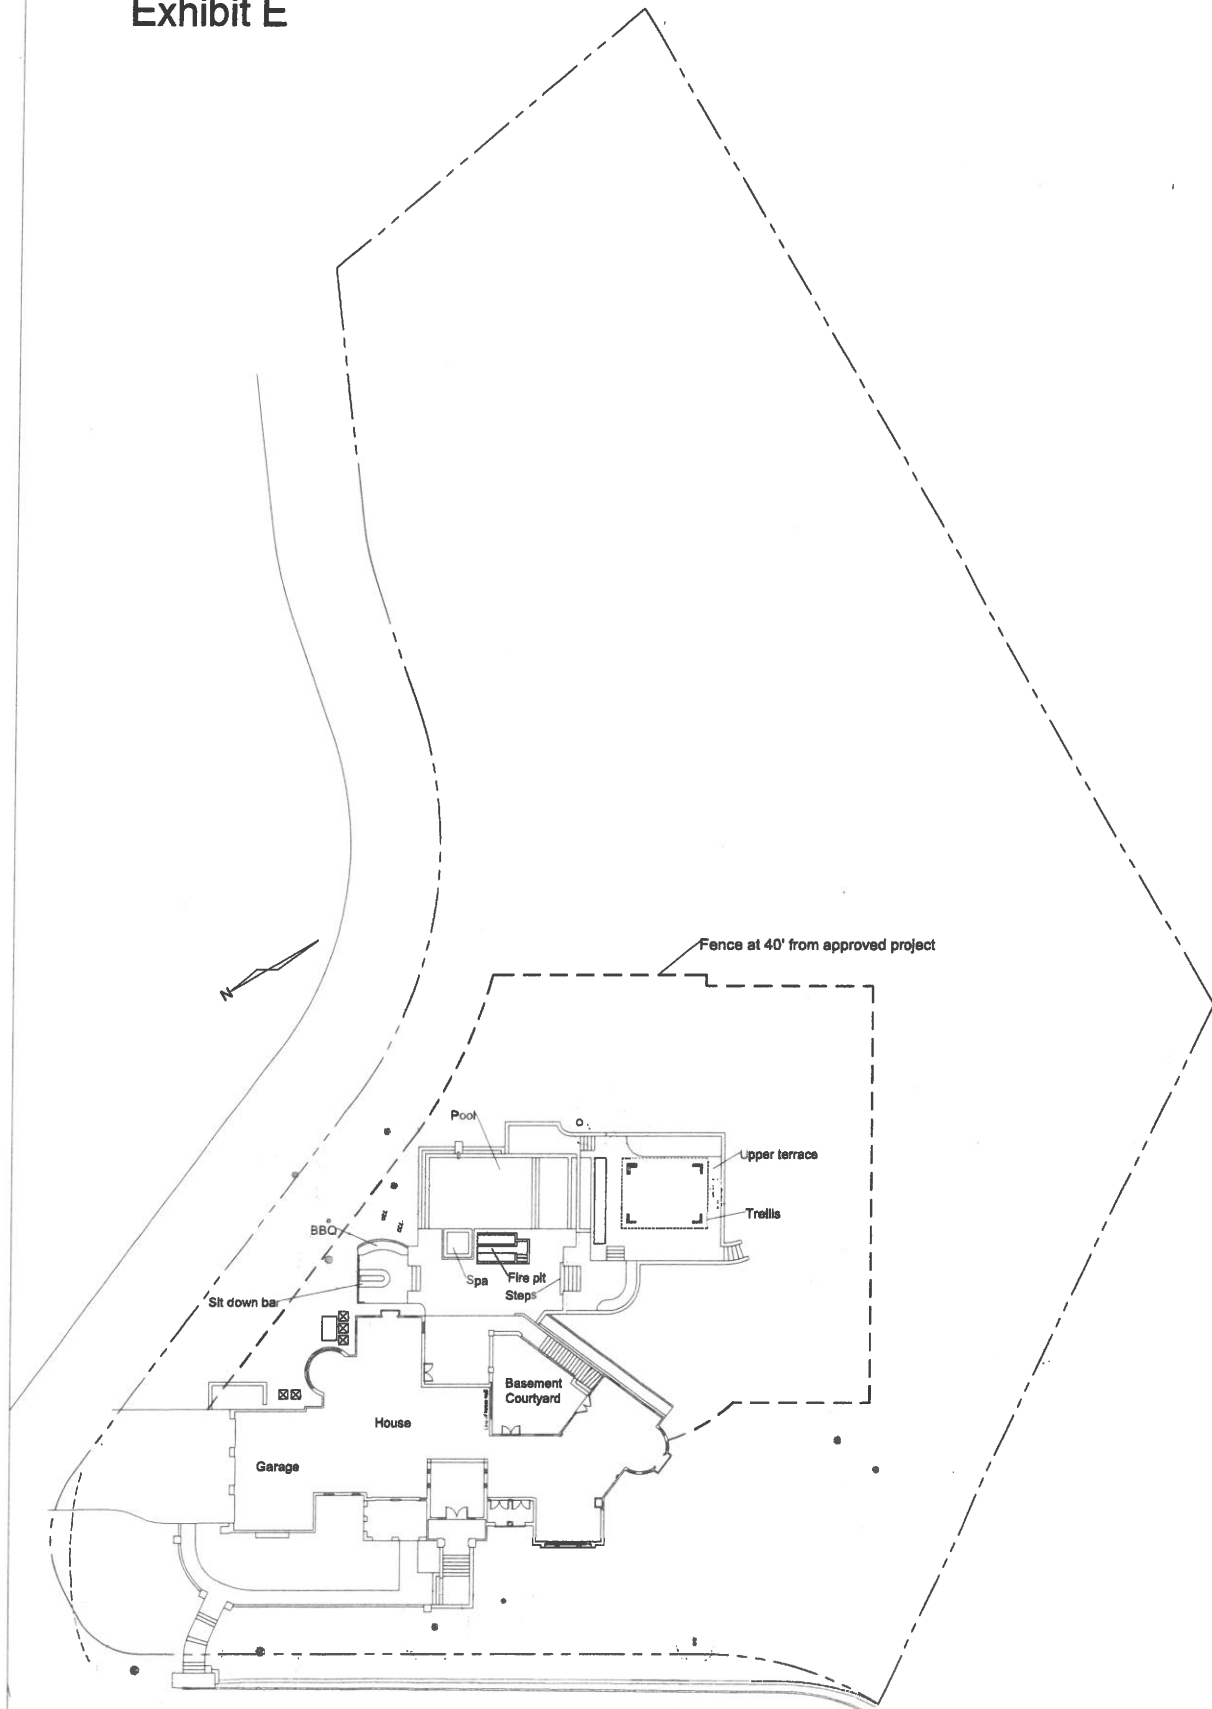 Exhibit E
Fence at 40' from approved project
N
Pool
Upper terrace
Trellis
BBQ
Spa
Fire pit
Steps
Sit down bar
Basement
Courtyard
House
Garage